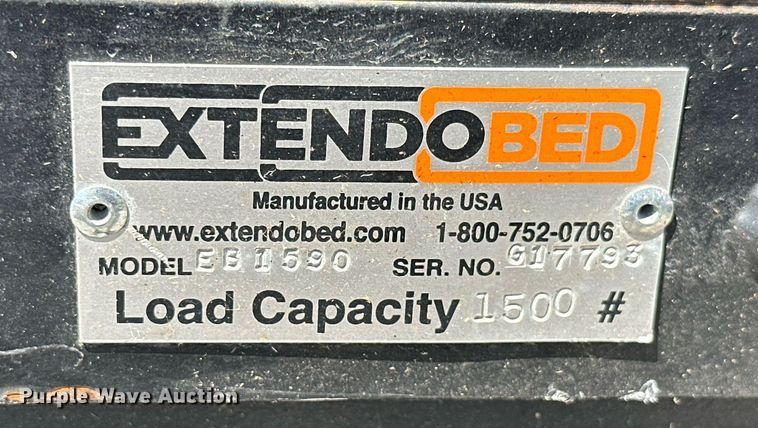 EXTENDOBED
Manufactured in the USA
www.extendobed.com 1-800-752-0706
MODEL EB1590 SER. NO. G17793
Load Capacity 1500 #
Purple Wave Auction